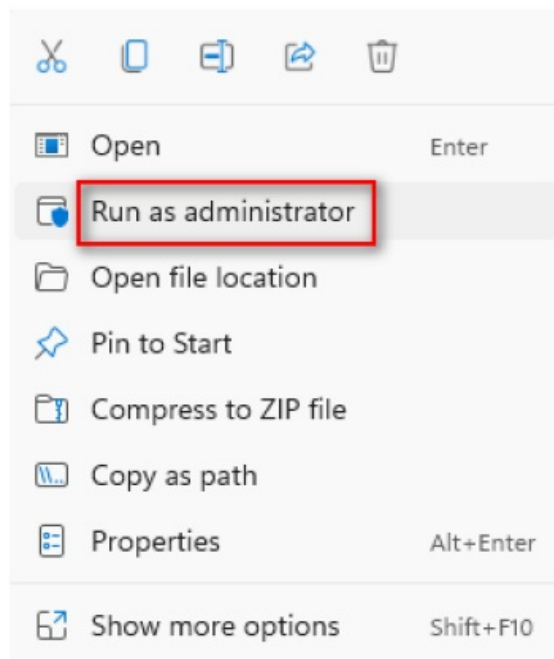 Open Enter
Run as administrator
Open file location
Pin to Start
Compress to ZIP file
Copy as path
Properties Alt+Enter
Show more options Shift+F10